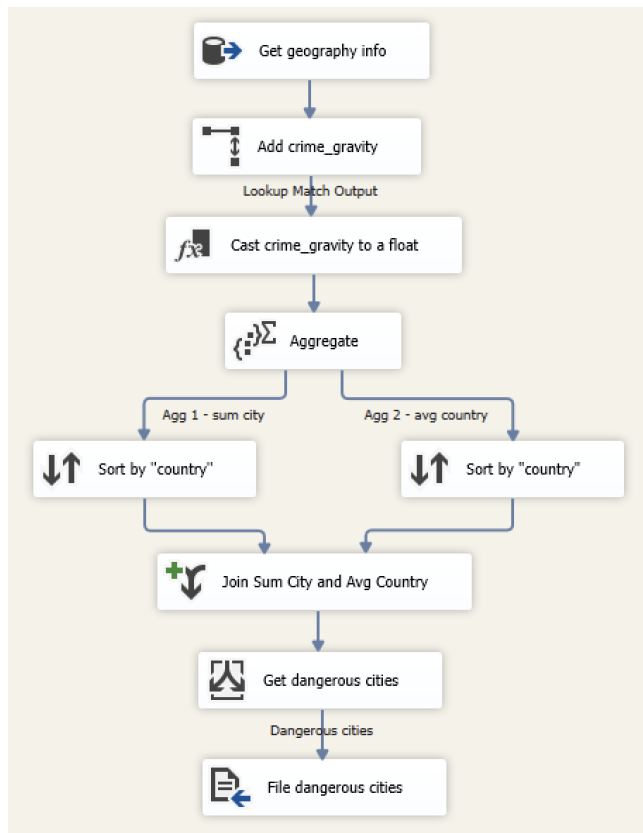 Get geography info
Add crime_gravity
Lookup Match Output
fx
Cast crime_gravity to a float
Aggregate
Agg 1 - sum city
Agg 2 - avg country
Sort by "country"
Sort by "country"
Join Sum City and Avg Country
Get dangerous cities
Dangerous cities
File dangerous cities